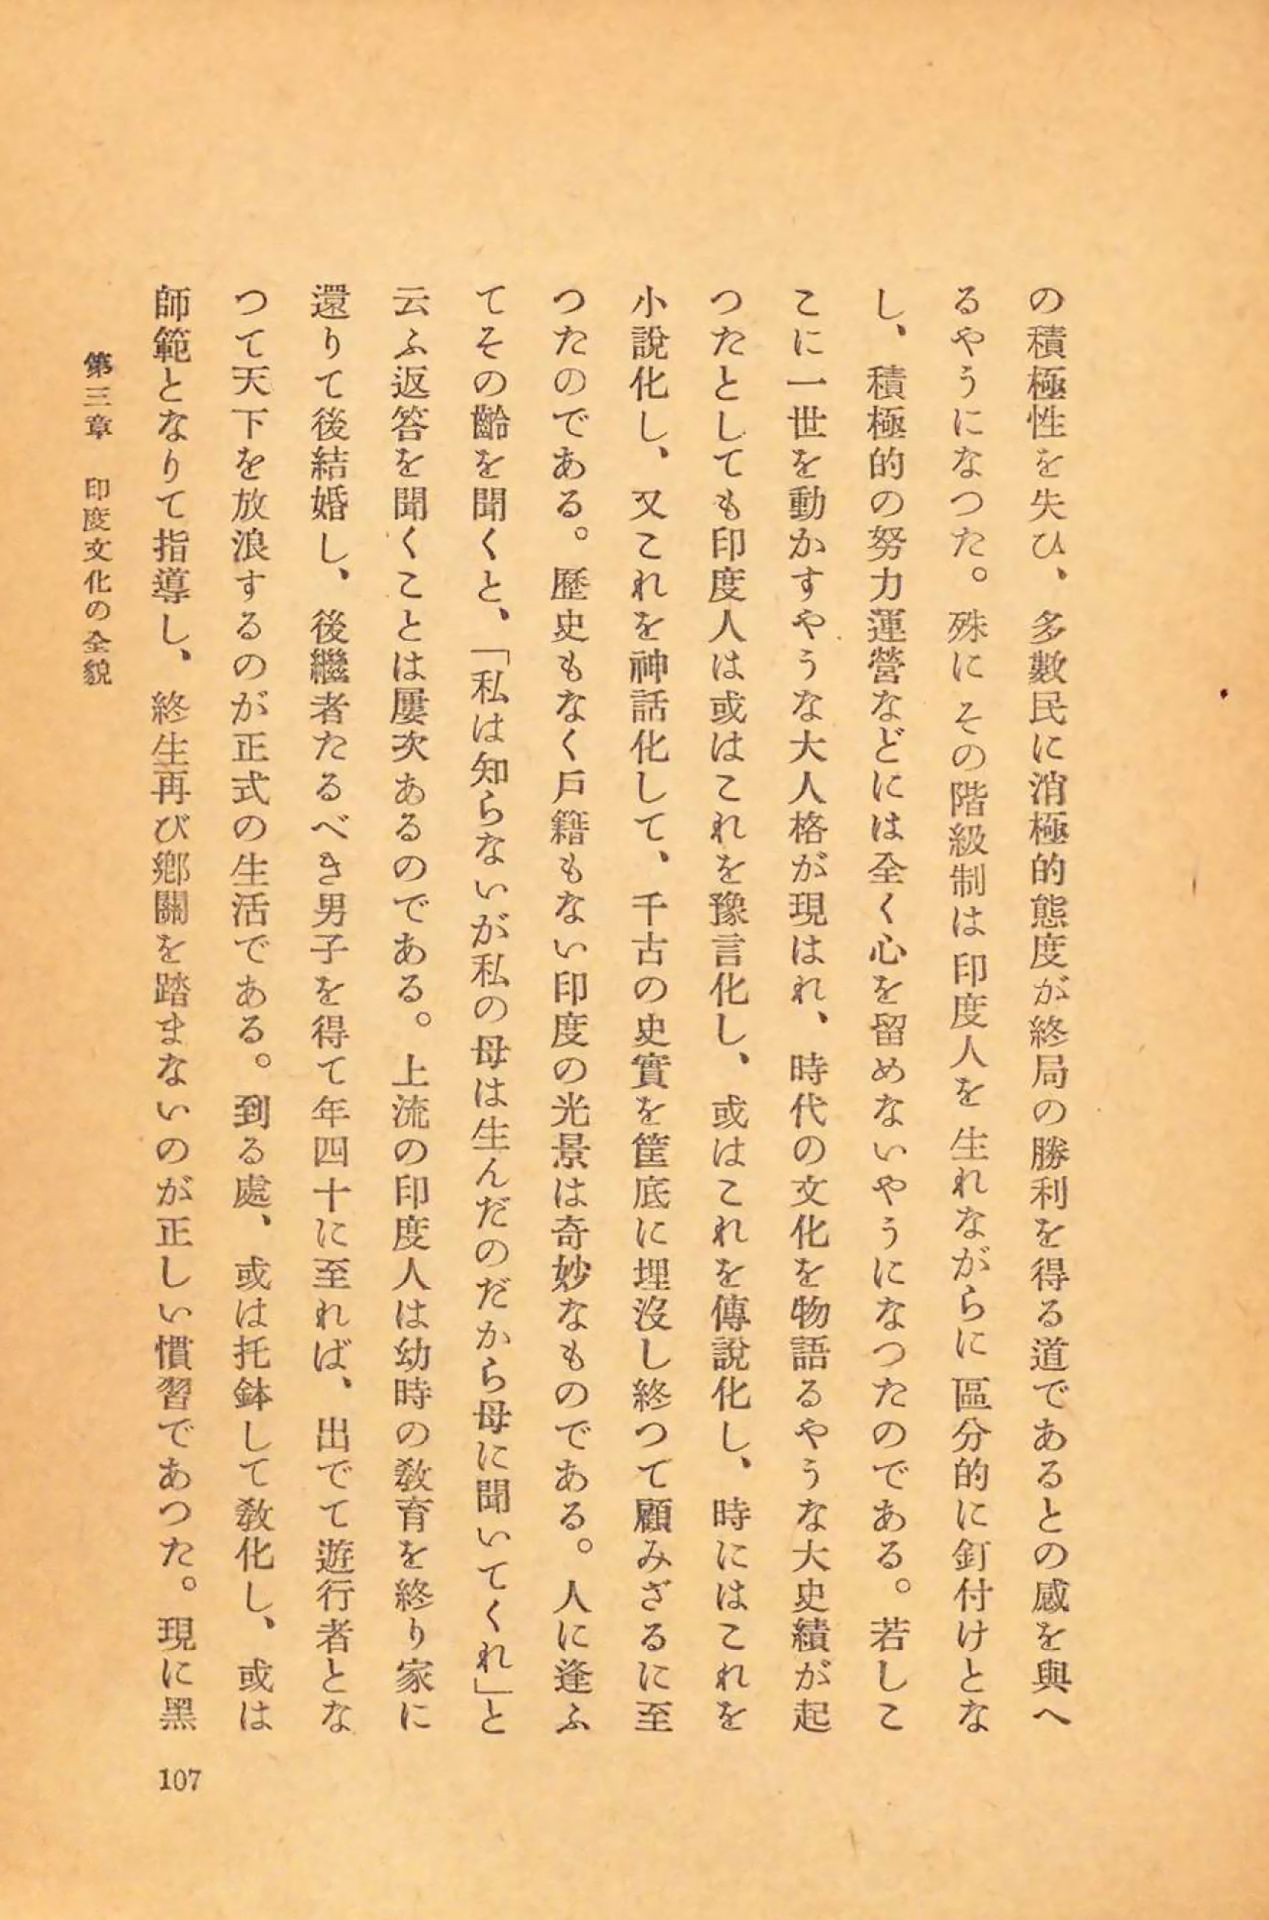 の積極性を失ひ、多數民に消極的態度が終局の勝利を得る道であるとの感を與へ
るやうになつた。殊にその階級制は印度人を生れながらに區分的に釘付けとな
し、積極的の努力運營などには全く心を留めないやうになつたのである。若しこ
こに一世を動かすやうな大人格が現はれ、時代の文化を物語るやうな大史績が起
つたとしても印度人は或はこれを豫言化し、或はこれを傳說化し、時にはこれを
小說化し、又これを神話化して、千古の史實を筐底に埋沒し終つて顧みざるに至
つたのである。歷史もなく戶籍もない印度の光景は奇妙なものである。人に逢ふ
てその齡を聞くと、「私は知らないが私の母は生んだのだから母に聞いてくれ」と
云ふ返答を聞くことは屢次あるのである。上流の印度人は幼時の敎育を終り家に
還りて後結婚し、後繼者たるべき男子を得て年四十に至れば、出でて遊行者とな
つて天下を放浪するのが正式の生活である。到る處、或は托鉢して敎化し、或は
師範となりて指導し、終生再び鄕關を踏まないのが正しい慣習であつた。現に黑
第三章 印度文化の全貌
107